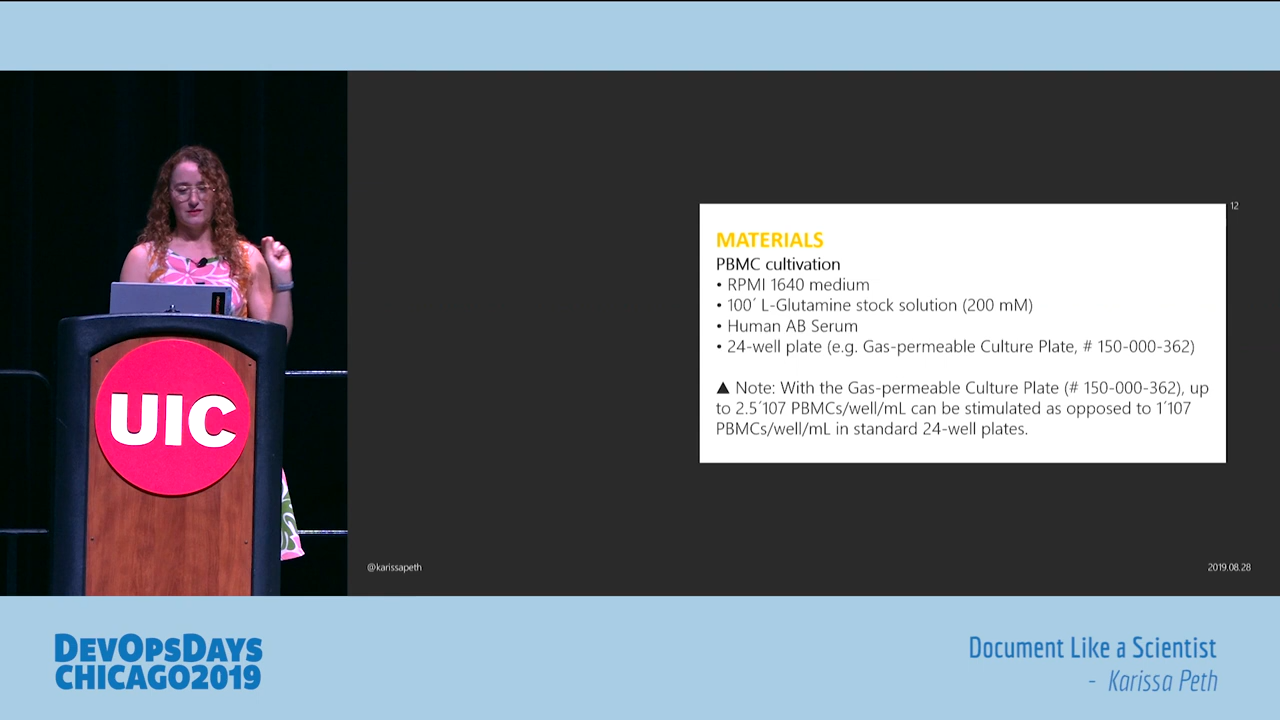 12
MATERIALS
PBMC cultivation
• RPMI 1640 medium
• 100´ L-Glutamine stock solution (200 mM)
• Human AB Serum
• 24-well plate (e.g. Gas-permeable Culture Plate, # 150-000-362)
▲ Note: With the Gas-permeable Culture Plate (# 150-000-362), up
to 2.5´107 PBMCs/well/mL can be stimulated as opposed to 1´107
PBMCs/well/mL in standard 24-well plates.
UIC
@karissapeth
2019.08.28
DEVOPSDAYS
CHICAGO2019
Document Like a Scientist
- Karissa Peth